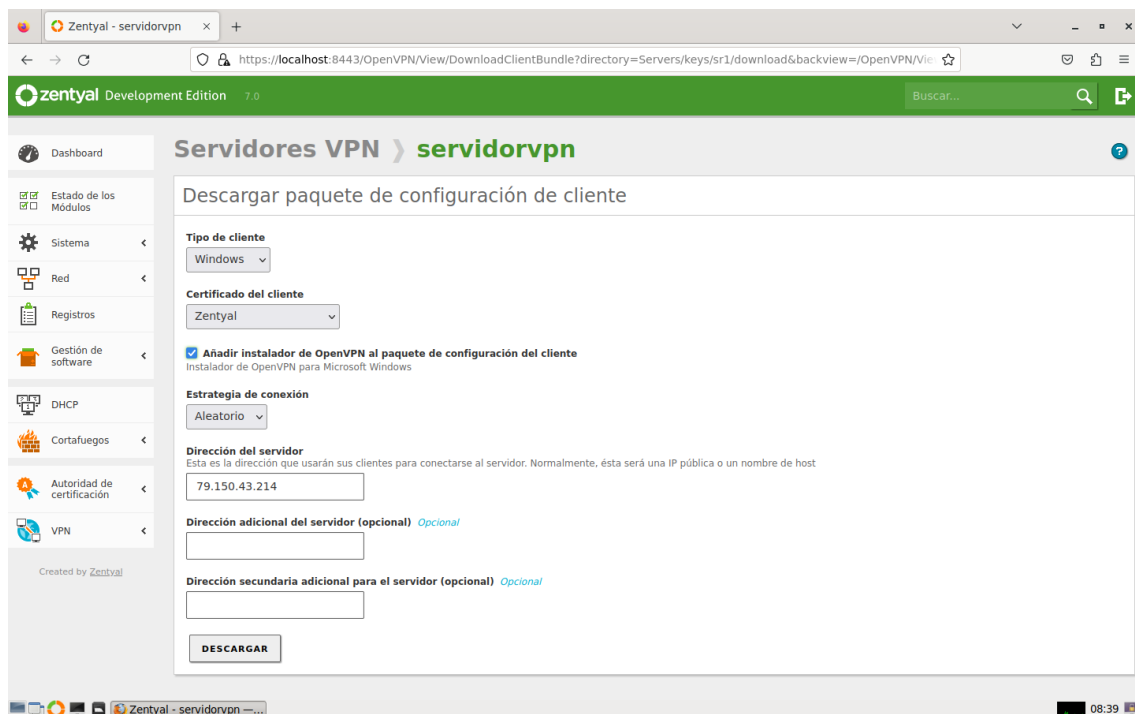 Zentyal - servidorvpn
https://localhost:8443/OpenVPN/View/DownloadClientBundle?directory=Servers/keys/sr1/download&backview=/OpenVPN/Vie
zentyal Development Edition 7.0
Buscar...
Dashboard
Estado de los
Módulos
Sistema
Red
Registros
Gestión de
software
DHCP
Cortafuegos
Autoridad de
certificación
VPN
Created by Zentyal
Servidores VPN servidorvpn
Descargar paquete de configuración de cliente
Tipo de cliente
Windows
Certificado del cliente
Zentyal
Añadir instalador de OpenVPN al paquete de configuración del cliente
Instalador de OpenVPN para Microsoft Windows
Estrategia de conexión
Aleatorio
Dirección del servidor
Esta es la dirección que usarán sus clientes para conectarse al servidor. Normalmente, ésta será una IP pública o un nombre de host
79.150.43.214
Dirección adicional del servidor (opcional) Opcional
Dirección secundaria adicional para el servidor (opcional) Opcional
DESCARGAR
Zentyal - servidorvpn —...
08:39